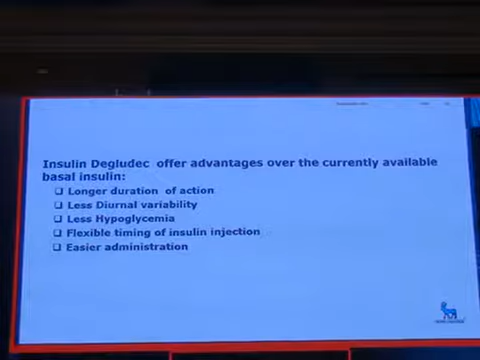 Insulin Degludec offer advantages over the currently available
basal insulin:
❑ Longer duration of action
❑ Less Diurnal variability
❑ Less Hypoglycemia
❑ Flexible timing of insulin injection
❑ Easier administration